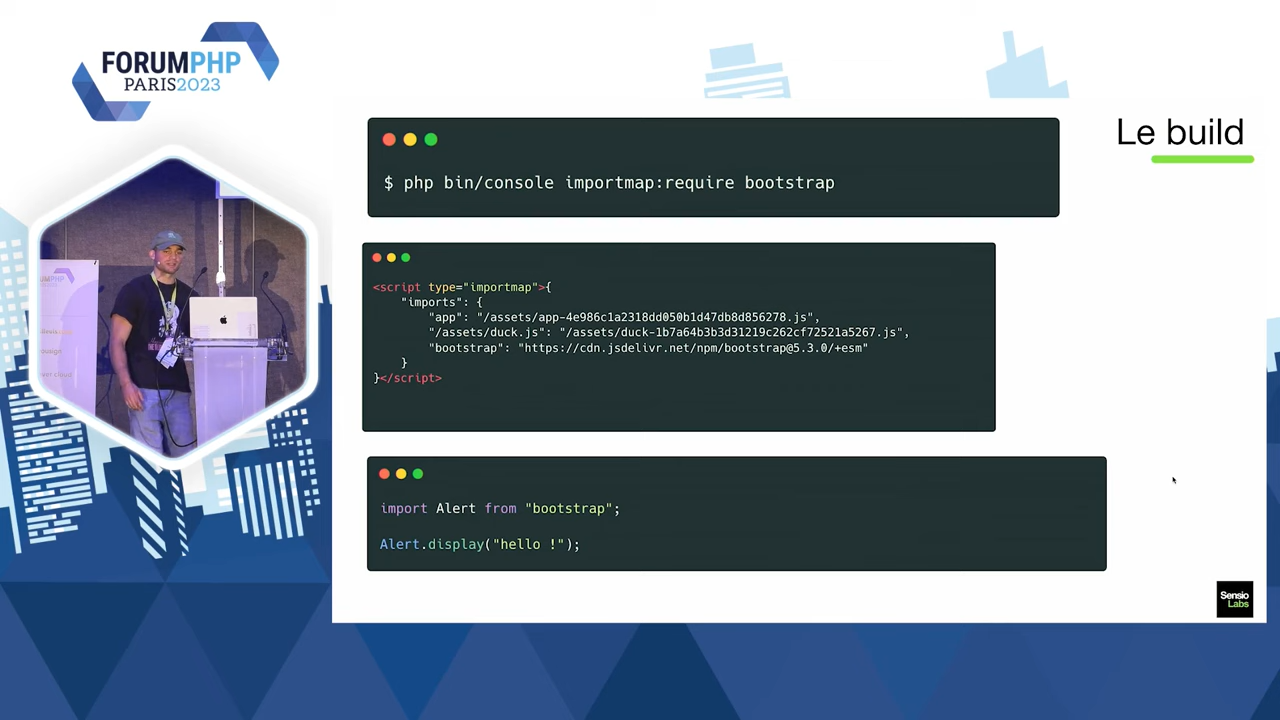 FORUMPHP
PARIS2023
Le build
$ php bin/console importmap:require bootstrap
<script type="importmap">{
    "imports": {
        "app": "/assets/app-4e986c1a2318dd050b1d47db8d856278.js",
        "/assets/duck.js": "/assets/duck-1b7a64b3b3d31219c262cf72521a5267.js",
        "bootstrap": "https://cdn.jsdelivr.net/npm/bootstrap@5.3.0/+esm"
    }
}</script>
import Alert from "bootstrap";
Alert.display("hello !");
Sensio
Labs